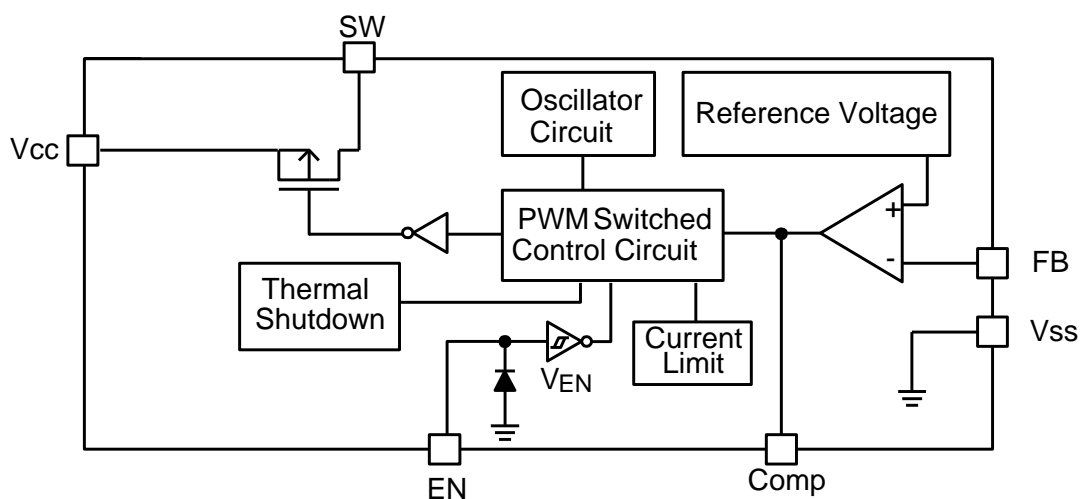 SW
Oscillator
Circuit
Reference Voltage
Vcc
+
PWM Switched
Control Circuit
-
FB
Thermal
Shutdown
Current
Limit
Vss
VEN
EN
Comp